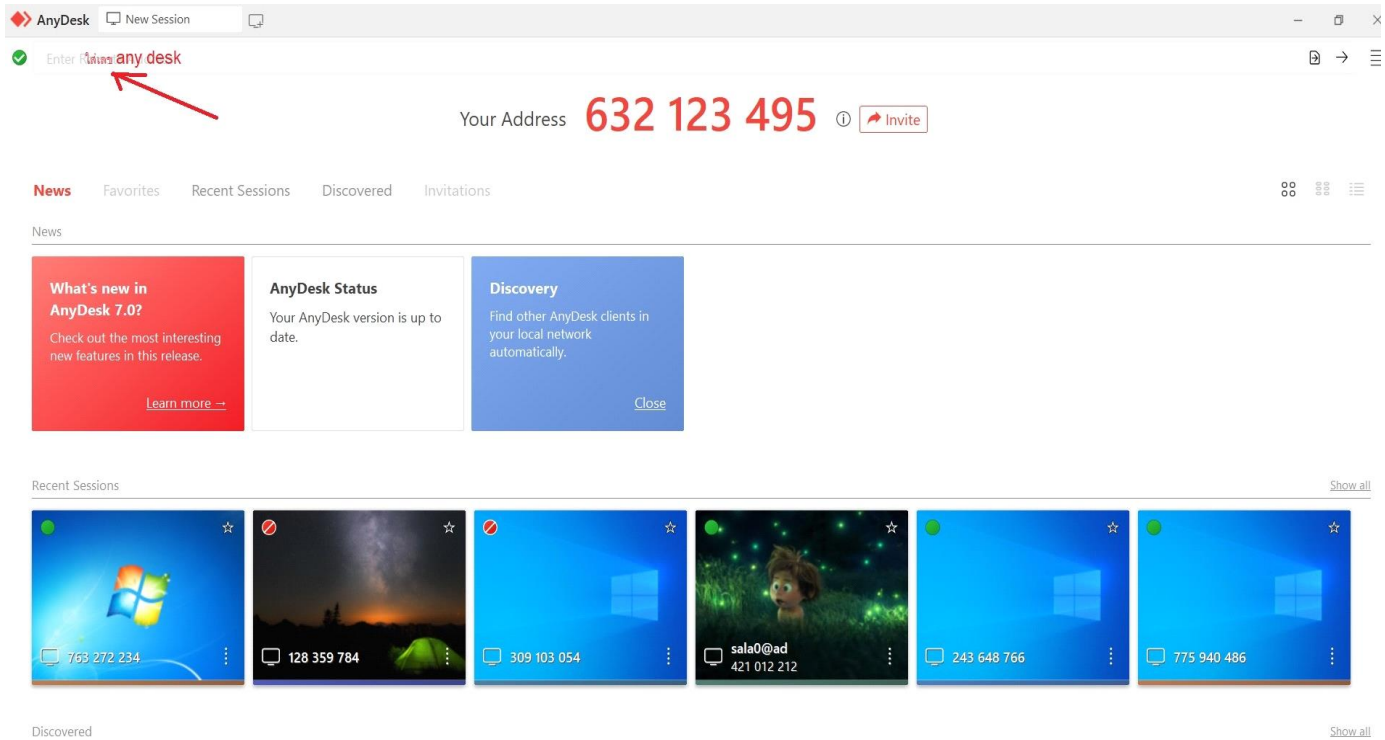 AnyDesk New Session
Enter R ใส่เลข any desk
Your Address 632 123 495 Invite
News Favorites Recent Sessions Discovered Invitations
News
What's new in
AnyDesk 7.0?
Check out the most interesting
new features in this release.
Learn more →
AnyDesk Status
Your AnyDesk version is up to
date.
Discovery
Find other AnyDesk clients in
your local network
automatically.
Close
Recent Sessions Show all
763 272 234
128 359 784
309 103 054
sala0@ad
421 012 212
243 648 766
775 940 486
Discovered Show all